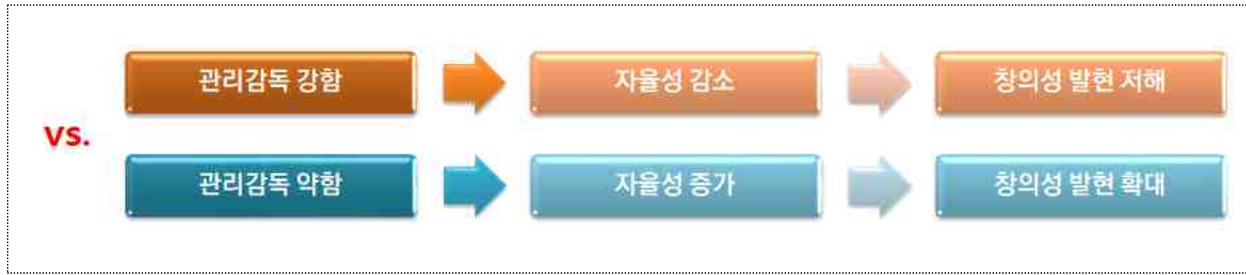 관리감독 강함
자율성 감소
창의성 발현 저해
vs.
관리감독 약함
자율성 증가
창의성 발현 확대